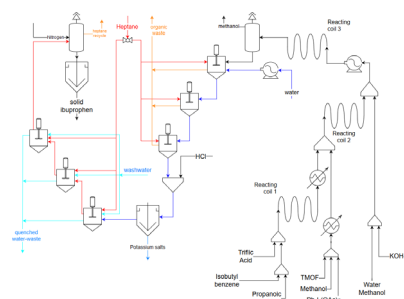 methanol
organic
wasts
Heptane
heptane
recycle
nitrogen
Reacting
coil 3
solid
ibuprophen
water
Reacting
coil 2
HCl
washwater
Reacting
coil 1
quenched
water-waste
Potassium salts
Triflic
Acid
KOH
Isobutyl
benzene
TMOF
Methanol
Water
Methanol
Propanoic